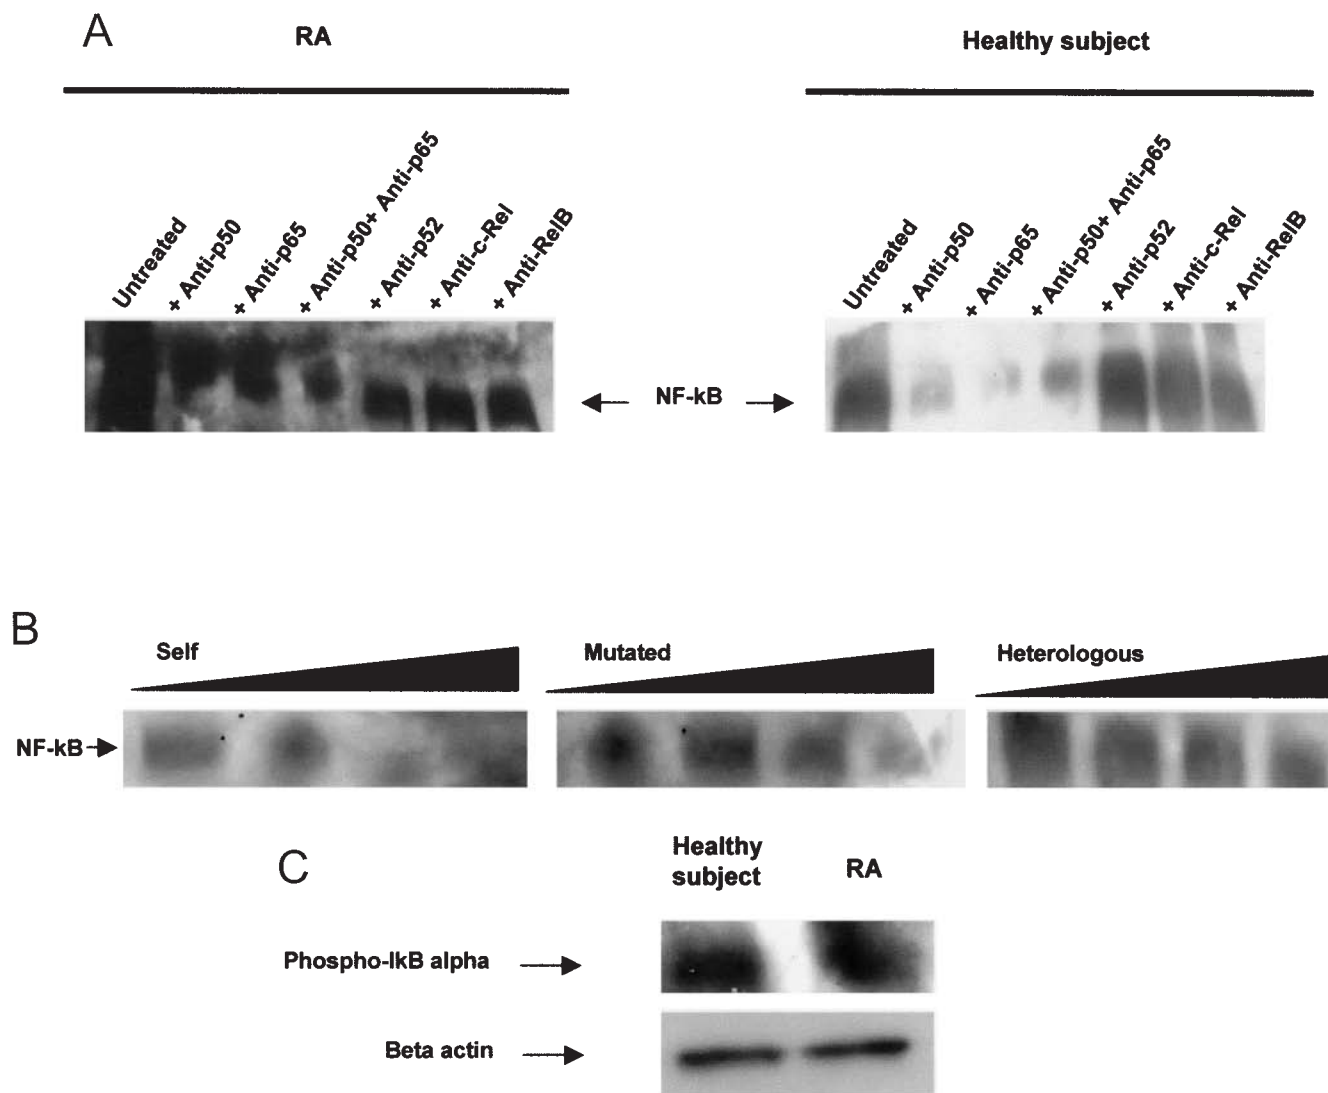 A
RA
Healthy subject
Untreated
+ Anti-p50
+ Anti-p65
+ Anti-p50+ Anti-p65
+ Anti-p52
+ Anti-c-Rel
+ Anti-RelB
Untreated
+ Anti-p50
+ Anti-p65
+ Anti-p50+ Anti-p65
+ Anti-p52
+ Anti-c-Rel
+ Anti-RelB
NF-kB
B
Self
Mutated
Heterologous
NF-kB
C
Healthy
subject
RA
Phospho-IkB alpha
Beta actin